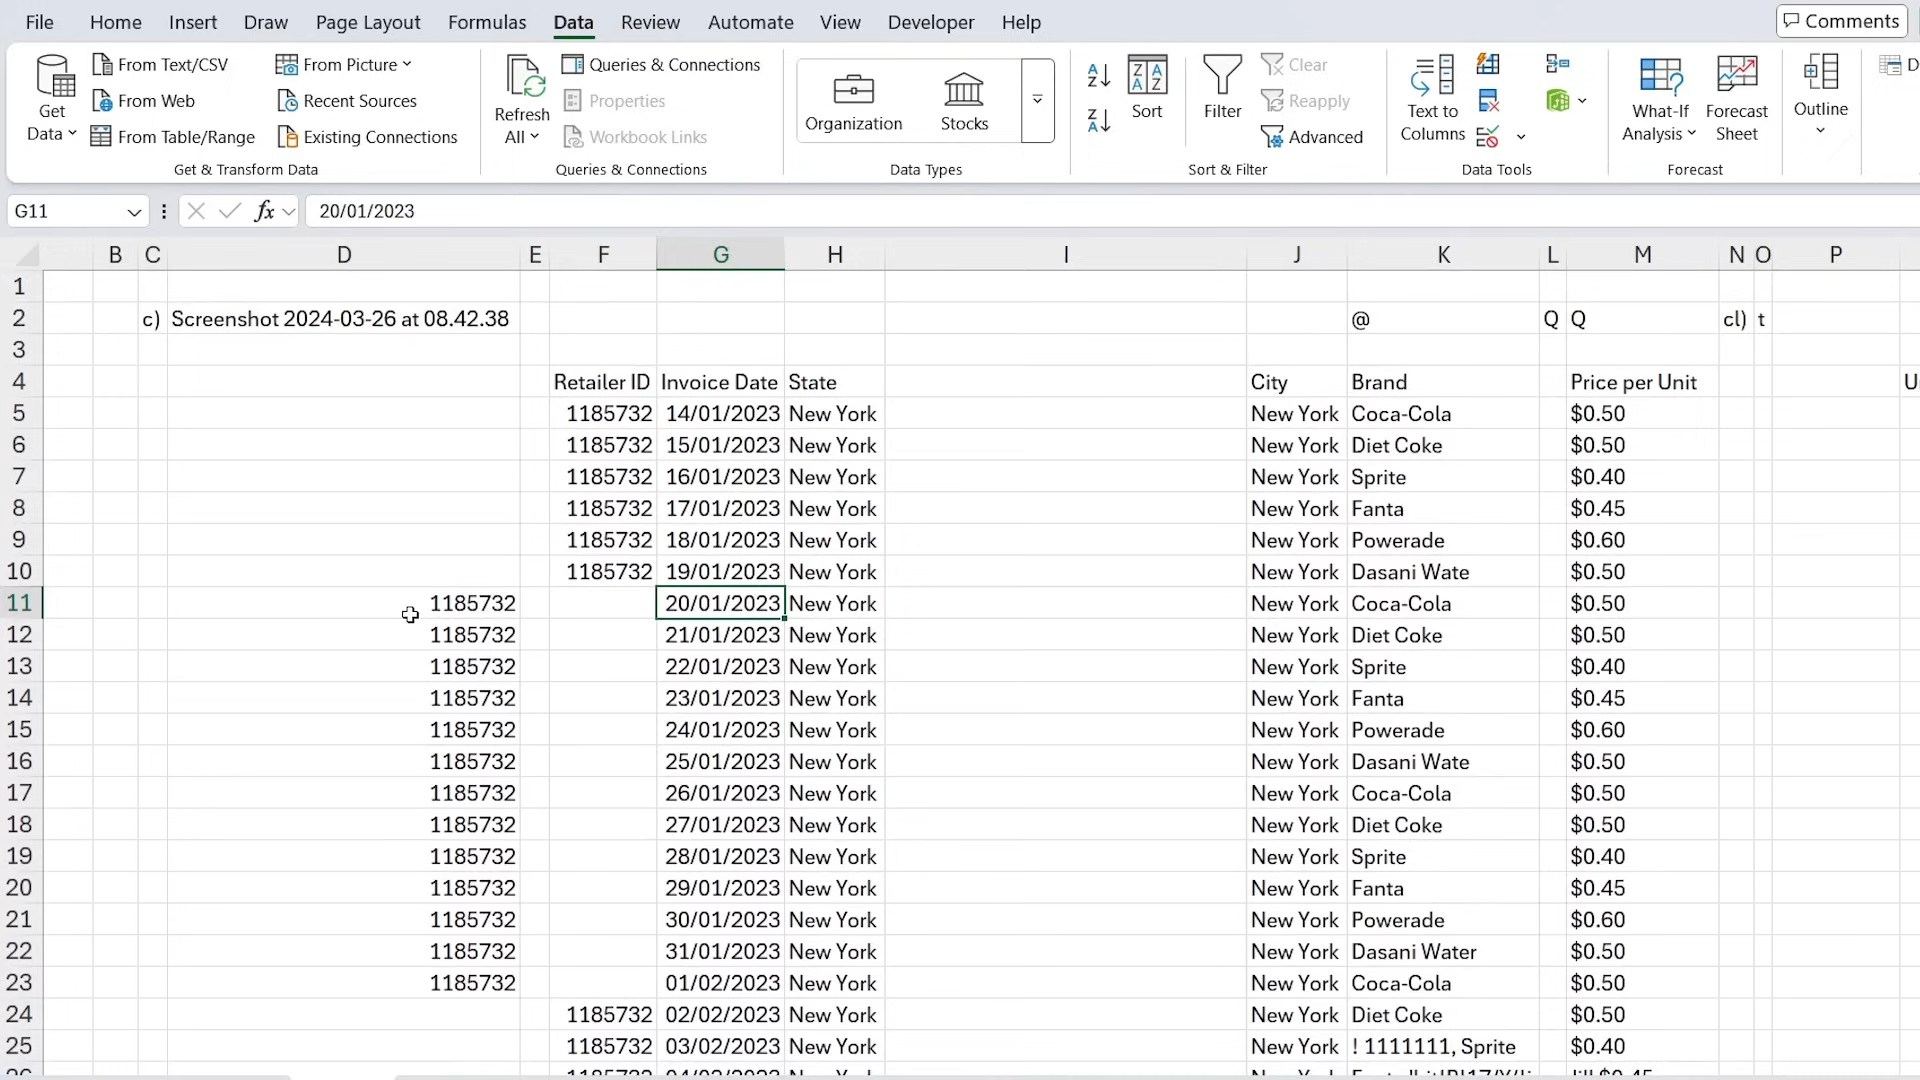 File Home Insert Draw Page Layout Formulas Data Review Automate View Developer Help Comments
Get Data From Text/CSV From Web From Table/Range From Picture Recent Sources Existing Connections
Get & Transform Data
Refresh All Queries & Connections Properties Workbook Links
Queries & Connections
Organization Stocks
Data Types
Sort Filter Clear Reapply Advanced
Sort & Filter
Text to Columns
Data Tools
What-If Analysis Forecast Sheet
Forecast
Outline
G11 fx 20/01/2023
B C D E F G H I J K L M N O P
1
2 c) Screenshot 2024-03-26 at 08.42.38 @ Q Q cl) t
3
4 Retailer ID Invoice Date State City Brand Price per Unit
5 1185732 14/01/2023 New York New York Coca-Cola $0.50
6 1185732 15/01/2023 New York New York Diet Coke $0.50
7 1185732 16/01/2023 New York New York Sprite $0.40
8 1185732 17/01/2023 New York New York Fanta $0.45
9 1185732 18/01/2023 New York New York Powerade $0.60
10 1185732 19/01/2023 New York New York Dasani Wate $0.50
11 1185732 20/01/2023 New York New York Coca-Cola $0.50
12 1185732 21/01/2023 New York New York Diet Coke $0.50
13 1185732 22/01/2023 New York New York Sprite $0.40
14 1185732 23/01/2023 New York New York Fanta $0.45
15 1185732 24/01/2023 New York New York Powerade $0.60
16 1185732 25/01/2023 New York New York Dasani Wate $0.50
17 1185732 26/01/2023 New York New York Coca-Cola $0.50
18 1185732 27/01/2023 New York New York Diet Coke $0.50
19 1185732 28/01/2023 New York New York Sprite $0.40
20 1185732 29/01/2023 New York New York Fanta $0.45
21 1185732 30/01/2023 New York New York Powerade $0.60
22 1185732 31/01/2023 New York New York Dasani Water $0.50
23 1185732 01/02/2023 New York New York Coca-Cola $0.50
24 1185732 02/02/2023 New York New York Diet Coke $0.50
25 1185732 03/02/2023 New York New York ! 1111111, Sprite $0.40